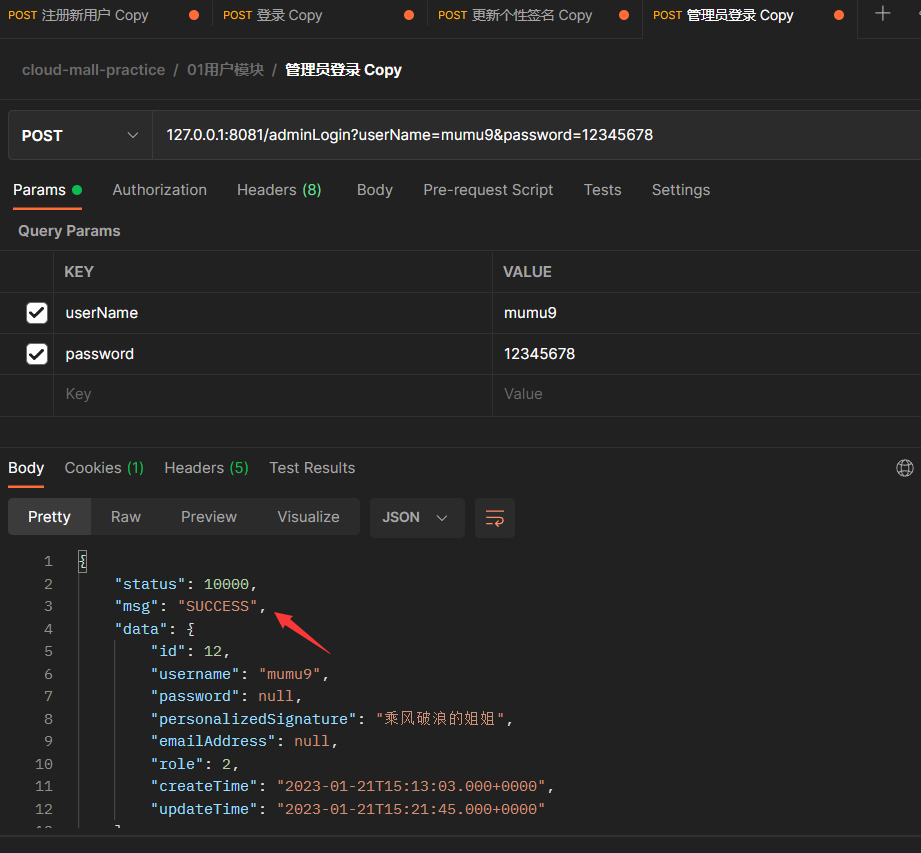 POST 注册新用户 Copy POST 登录 Copy POST 更新个性签名 Copy POST 管理员登录 Copy
cloud-mall-practice / 01用户模块 / 管理员登录 Copy
POST 127.0.0.1:8081/adminLogin?userName=mumu9&password=12345678
Params Authorization Headers (8) Body Pre-request Script Tests Settings
Query Params
KEY VALUE
userName mumu9
password 12345678
Key Value
Body Cookies (1) Headers (5) Test Results
Pretty Raw Preview Visualize JSON
1 {
2 "status": 10000,
3 "msg": "SUCCESS",
4 "data": {
5 "id": 12,
6 "username": "mumu9",
7 "password": null,
8 "personalizedSignature": "乘风破浪的姐姐",
9 "emailAddress": null,
10 "role": 2,
11 "createTime": "2023-01-21T15:13:03.000+0000",
12 "updateTime": "2023-01-21T15:21:45.000+0000"